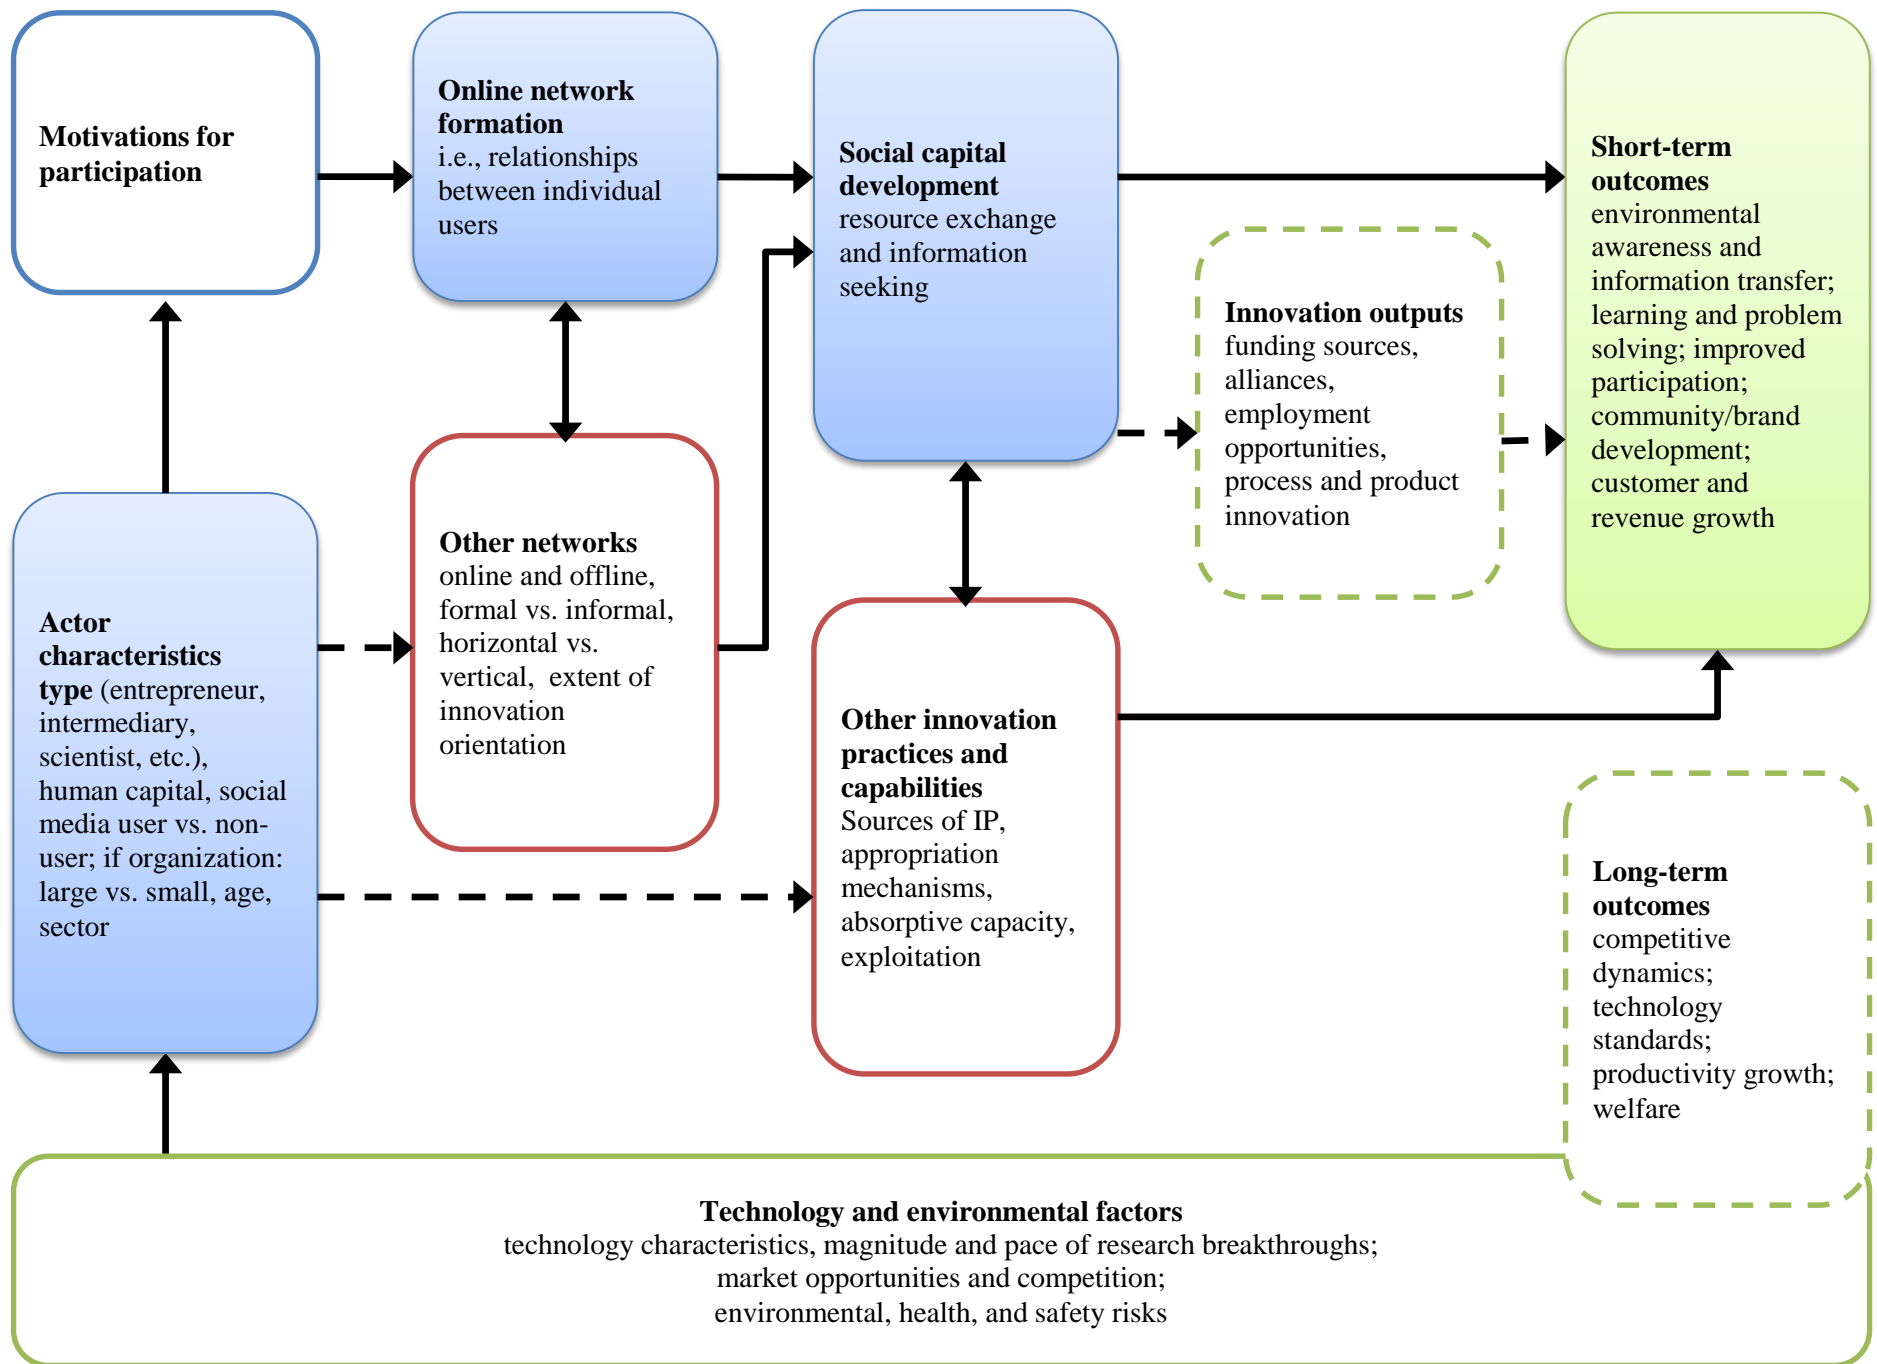 Motivations for
participation
Online network
formation
i.e., relationships
between individual
users
Social capital
development
resource exchange
and information
seeking
Short-term
outcomes
environmental
awareness and
information transfer;
learning and problem
solving; improved
participation;
community/brand
development;
customer and
revenue growth
Innovation outputs
funding sources,
alliances,
employment
opportunities,
process and product
innovation
Actor
characteristics
type (entrepreneur,
intermediary,
scientist, etc.),
human capital, social
media user vs. non-
user; if organization:
large vs. small, age,
sector
Other networks
online and offline,
formal vs. informal,
horizontal vs.
vertical,  extent of
innovation
orientation
Other innovation
practices and
capabilities
Sources of IP,
appropriation
mechanisms,
absorptive capacity,
exploitation
Long-term
outcomes
competitive
dynamics;
technology
standards;
productivity growth;
welfare
Technology and environmental factors
technology characteristics, magnitude and pace of research breakthroughs;
market opportunities and competition;
environmental, health, and safety risks